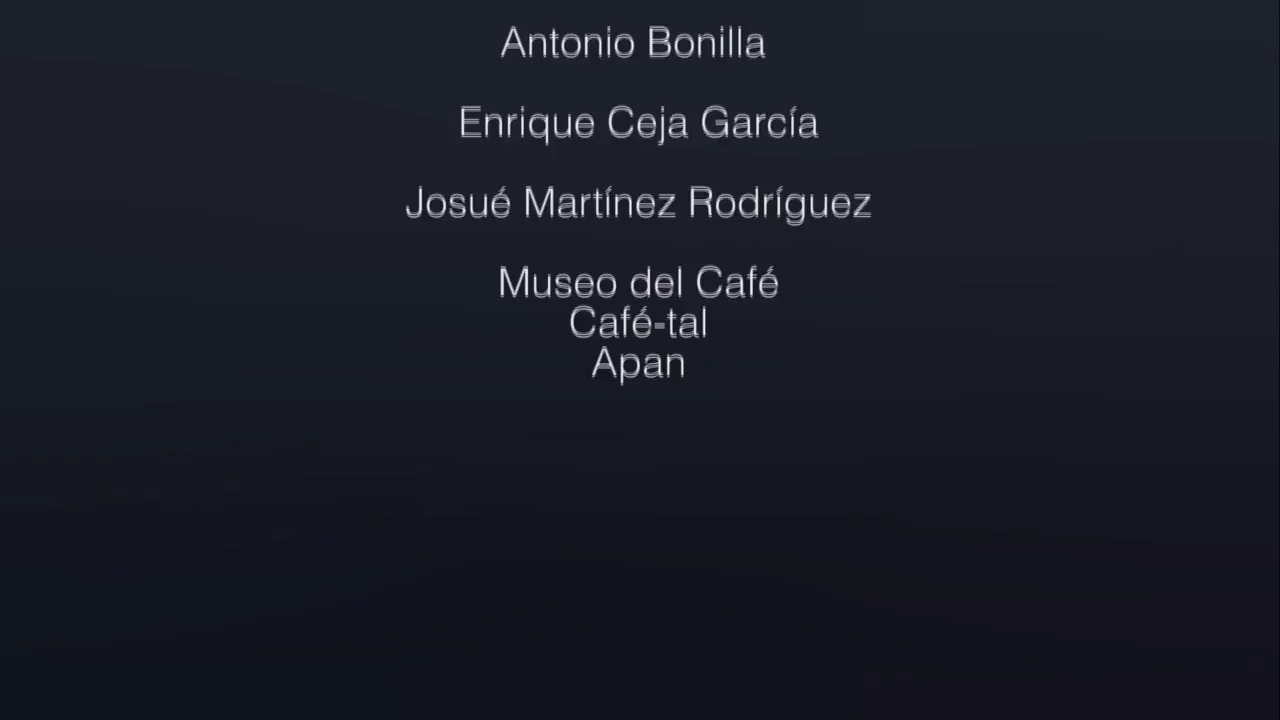 Antonio Bonilla
Enrique Ceja García
Josué Martínez Rodríguez
Museo del Café
Café-tal
Apan